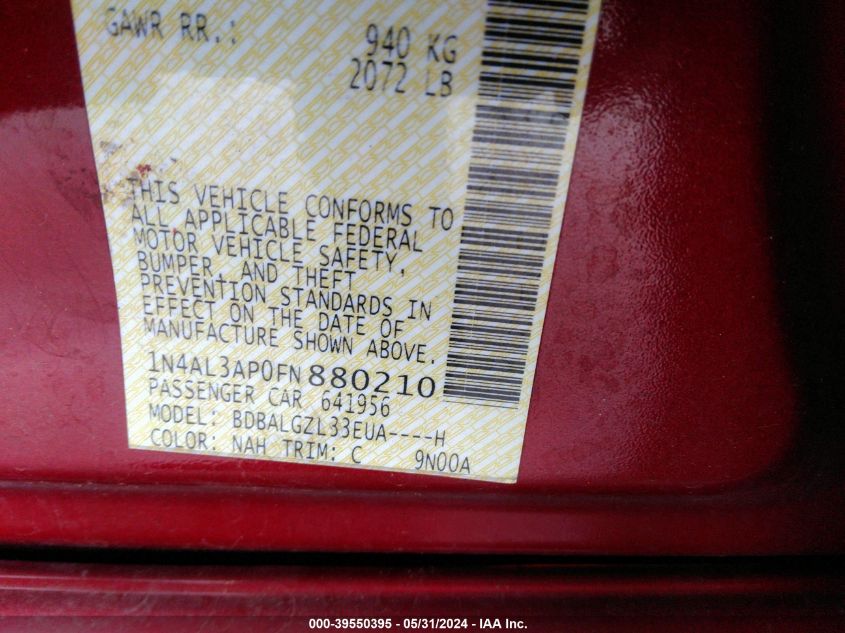 GAWR RR.: 940 KG
2072 LB
THIS VEHICLE CONFORMS TO
ALL APPLICABLE FEDERAL
MOTOR VEHICLE SAFETY,
BUMPER, AND THEFT
PREVENTION STANDARDS IN
EFFECT ON THE DATE OF
MANUFACTURE SHOWN ABOVE.
1N4AL3AP0FN880210
PASSENGER CAR 641956
MODEL: BDBALGZL33EUA----H
COLOR: NAH TRIM: C 9N00A
000-39550395 - 05/31/2024 - IAA Inc.